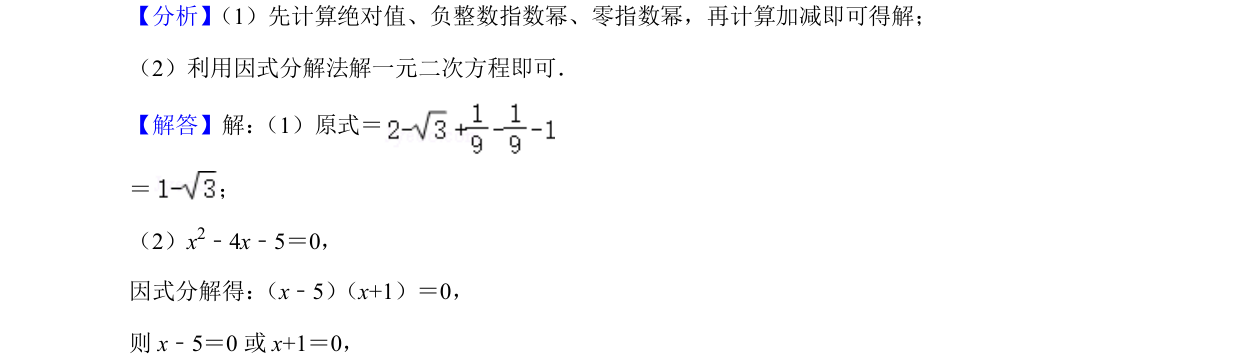 【分析】（1）先计算绝对值、负整数指数幂、零指数幂，再计算加减即可得解；
（2）利用因式分解法解一元二次方程即可．
【解答】解：（1）原式＝2-√3+1/9-1/9-1
＝1-√3；
（2）x²﹣4x﹣5＝0，
因式分解得：（x﹣5）（x+1）＝0，
则 x﹣5＝0 或 x+1＝0，